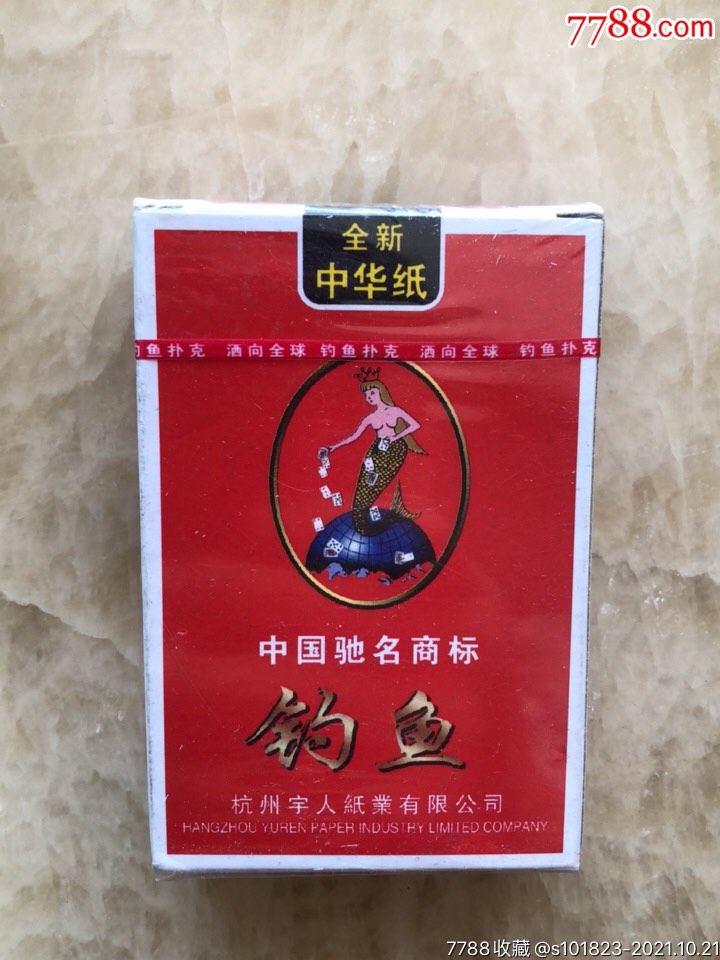 7788.com
全新
中华纸
钓鱼扑克 洒向全球 钓鱼扑克 洒向全球 钓鱼扑克
中国驰名商标
钓鱼
杭州宇人紙業有限公司
HANGZHOU YUREN PAPER INDUSTRY LIMITED COMPANY
7788收藏 @s101823-2021.10.21